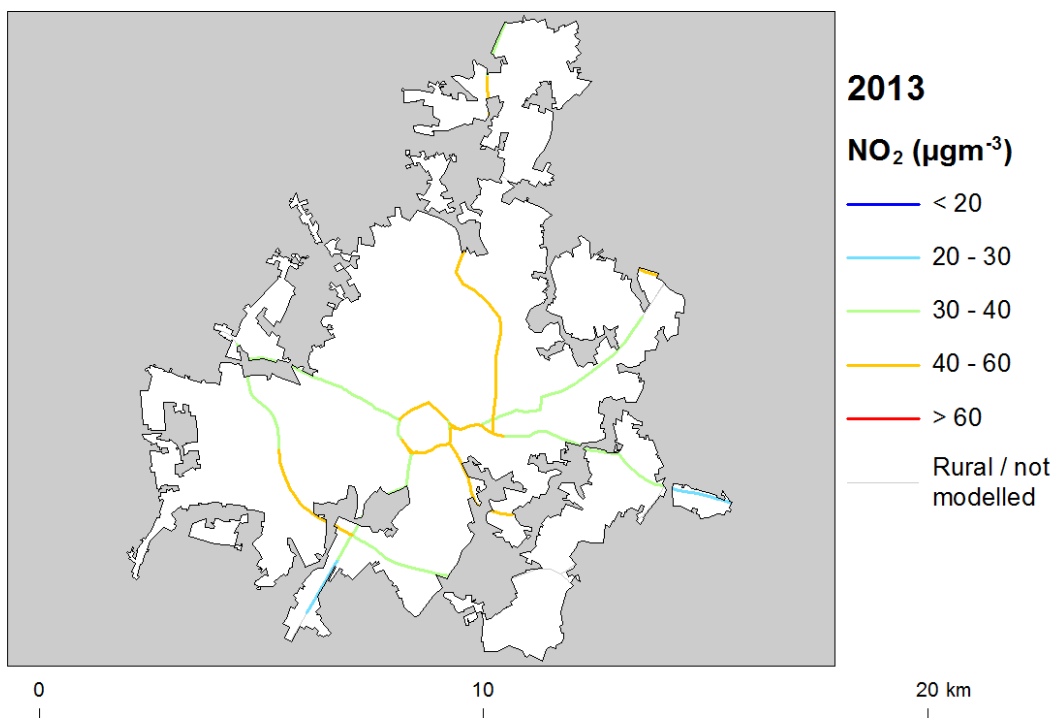 2013
NO₂ (µgm⁻³)
< 20
20 - 30
30 - 40
40 - 60
> 60
Rural / not
modelled
0
10
20 km